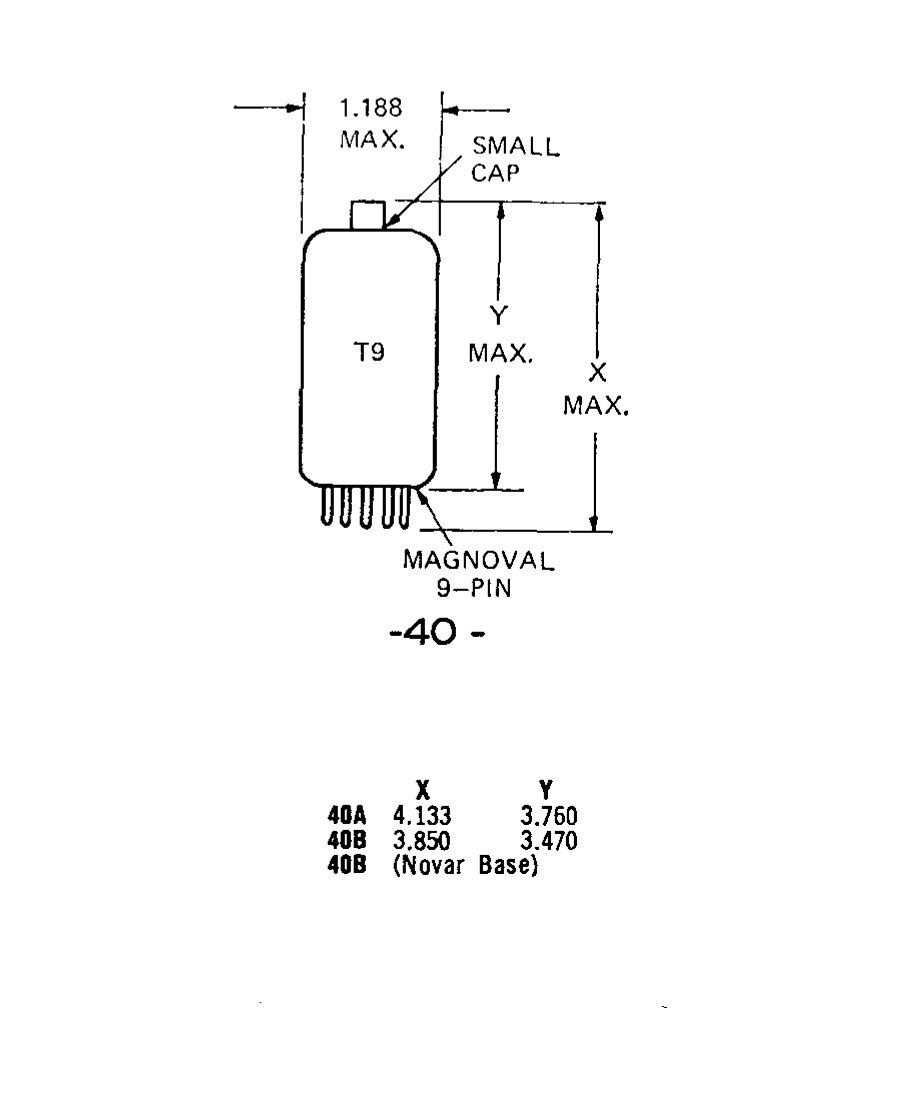 1.188
MAX.
SMALL
CAP
T9
Y
MAX.
X
MAX.
MAGNOVAL
9-PIN
-40 -
X Y
40A 4.133 3.760
40B 3.850 3.470
40B (Novar Base)